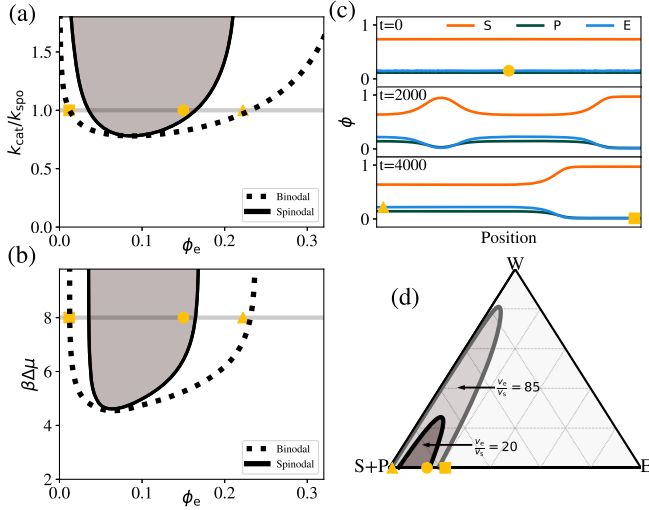 (a)
k_cat/k_spo
1.5
1.0
0.5
0.0
0.0 0.1 0.2 0.3
ϕ_e
Binodal
Spinodal
(b)
βΔμ
8
6
4
2
0.0 0.1 0.2 0.3
ϕ_e
Binodal
Spinodal
(c)
S P E
t=0
1
0
t=2000
1
0
t=4000
1
0
ϕ
Position
(d)
W
v_e/v_s = 85
v_e/v_s = 20
S+P
E